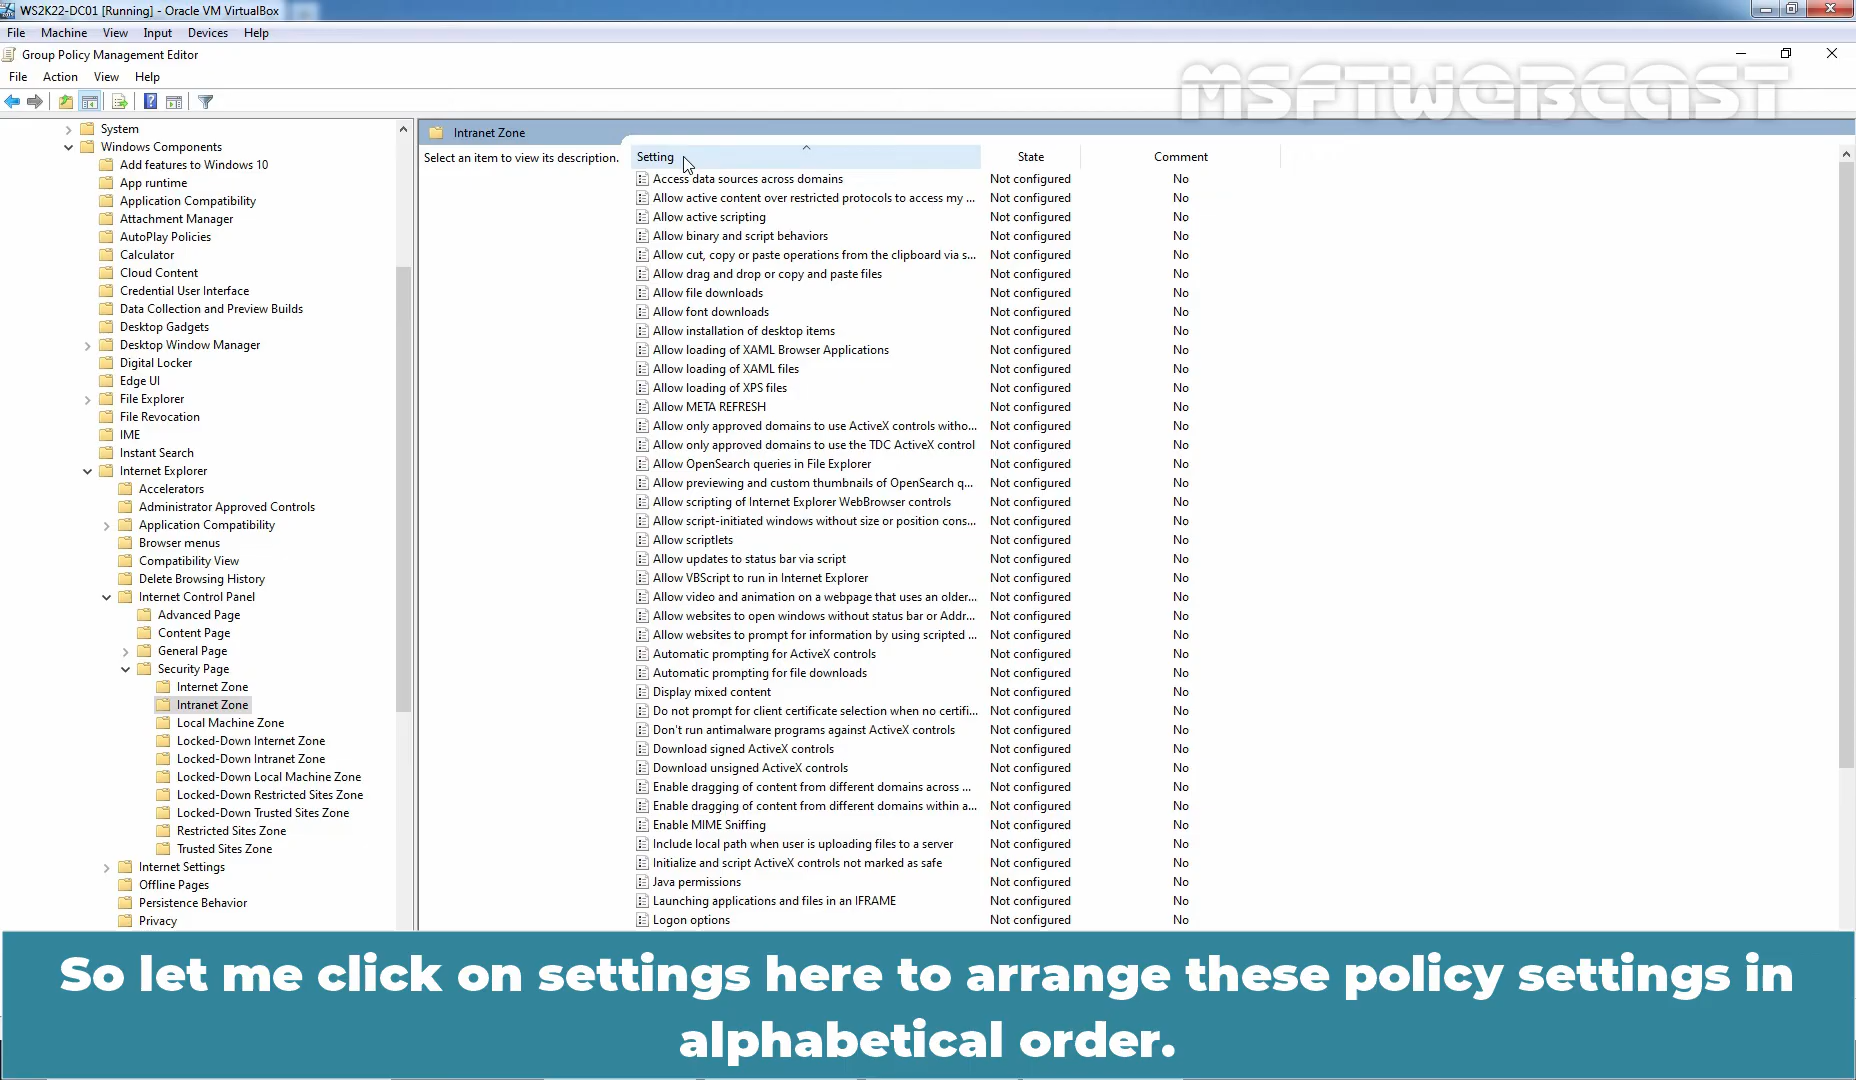 WS2K22-DC01 [Running] - Oracle VM VirtualBox
File Machine View Input Devices Help
Group Policy Management Editor
File Action View Help
MSFTWEBCAST
System
Windows Components
Add features to Windows 10
App runtime
Application Compatibility
Attachment Manager
AutoPlay Policies
Calculator
Cloud Content
Credential User Interface
Data Collection and Preview Builds
Desktop Gadgets
Desktop Window Manager
Digital Locker
Edge UI
File Explorer
File Revocation
IME
Instant Search
Internet Explorer
Accelerators
Administrator Approved Controls
Application Compatibility
Browser menus
Compatibility View
Delete Browsing History
Internet Control Panel
Advanced Page
Content Page
General Page
Security Page
Internet Zone
Intranet Zone
Local Machine Zone
Locked-Down Internet Zone
Locked-Down Intranet Zone
Locked-Down Local Machine Zone
Locked-Down Restricted Sites Zone
Locked-Down Trusted Sites Zone
Restricted Sites Zone
Trusted Sites Zone
Internet Settings
Offline Pages
Persistence Behavior
Privacy
Intranet Zone
Select an item to view its description.
Setting State Comment
Access data sources across domains Not configured No
Allow active content over restricted protocols to access my ... Not configured No
Allow active scripting Not configured No
Allow binary and script behaviors Not configured No
Allow cut, copy or paste operations from the clipboard via s... Not configured No
Allow drag and drop or copy and paste files Not configured No
Allow file downloads Not configured No
Allow font downloads Not configured No
Allow installation of desktop items Not configured No
Allow loading of XAML Browser Applications Not configured No
Allow loading of XAML files Not configured No
Allow loading of XPS files Not configured No
Allow META REFRESH Not configured No
Allow only approved domains to use ActiveX controls witho... Not configured No
Allow only approved domains to use the TDC ActiveX control Not configured No
Allow OpenSearch queries in File Explorer Not configured No
Allow previewing and custom thumbnails of OpenSearch q... Not configured No
Allow scripting of Internet Explorer WebBrowser controls Not configured No
Allow script-initiated windows without size or position cons... Not configured No
Allow scriptlets Not configured No
Allow updates to status bar via script Not configured No
Allow VBScript to run in Internet Explorer Not configured No
Allow video and animation on a webpage that uses an older... Not configured No
Allow websites to open windows without status bar or Addr... Not configured No
Allow websites to prompt for information by using scripted ... Not configured No
Automatic prompting for ActiveX controls Not configured No
Automatic prompting for file downloads Not configured No
Display mixed content Not configured No
Do not prompt for client certificate selection when no certifi... Not configured No
Don't run antimalware programs against ActiveX controls Not configured No
Download signed ActiveX controls Not configured No
Download unsigned ActiveX controls Not configured No
Enable dragging of content from different domains across ... Not configured No
Enable dragging of content from different domains within a... Not configured No
Enable MIME Sniffing Not configured No
Include local path when user is uploading files to a server Not configured No
Initialize and script ActiveX controls not marked as safe Not configured No
Java permissions Not configured No
Launching applications and files in an IFRAME Not configured No
Logon options Not configured No
So let me click on settings here to arrange these policy settings in
alphabetical order.